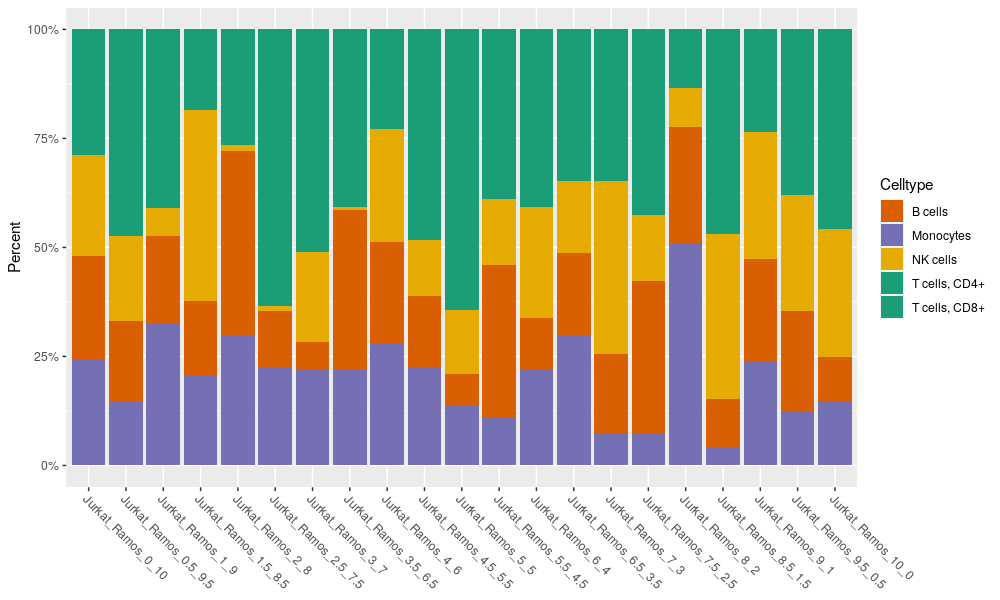 100%
75%
50%
25%
0%
Percent
Jurkat_Ramos_0_10
Jurkat_Ramos_0.5_9.5
Jurkat_Ramos_1_9
Jurkat_Ramos_1.5_8.5
Jurkat_Ramos_2_8
Jurkat_Ramos_2.5_7.5
Jurkat_Ramos_3_7
Jurkat_Ramos_3.5_6.5
Jurkat_Ramos_4_6
Jurkat_Ramos_4.5_5.5
Jurkat_Ramos_5_5
Jurkat_Ramos_5.5_4.5
Jurkat_Ramos_6_4
Jurkat_Ramos_6.5_3.5
Jurkat_Ramos_7_3
Jurkat_Ramos_7.5_2.5
Jurkat_Ramos_8_2
Jurkat_Ramos_8.5_1.5
Jurkat_Ramos_9_1
Jurkat_Ramos_9.5_0.5
Jurkat_Ramos_10_0
Celltype
B cells
Monocytes
NK cells
T cells, CD4+
T cells, CD8+